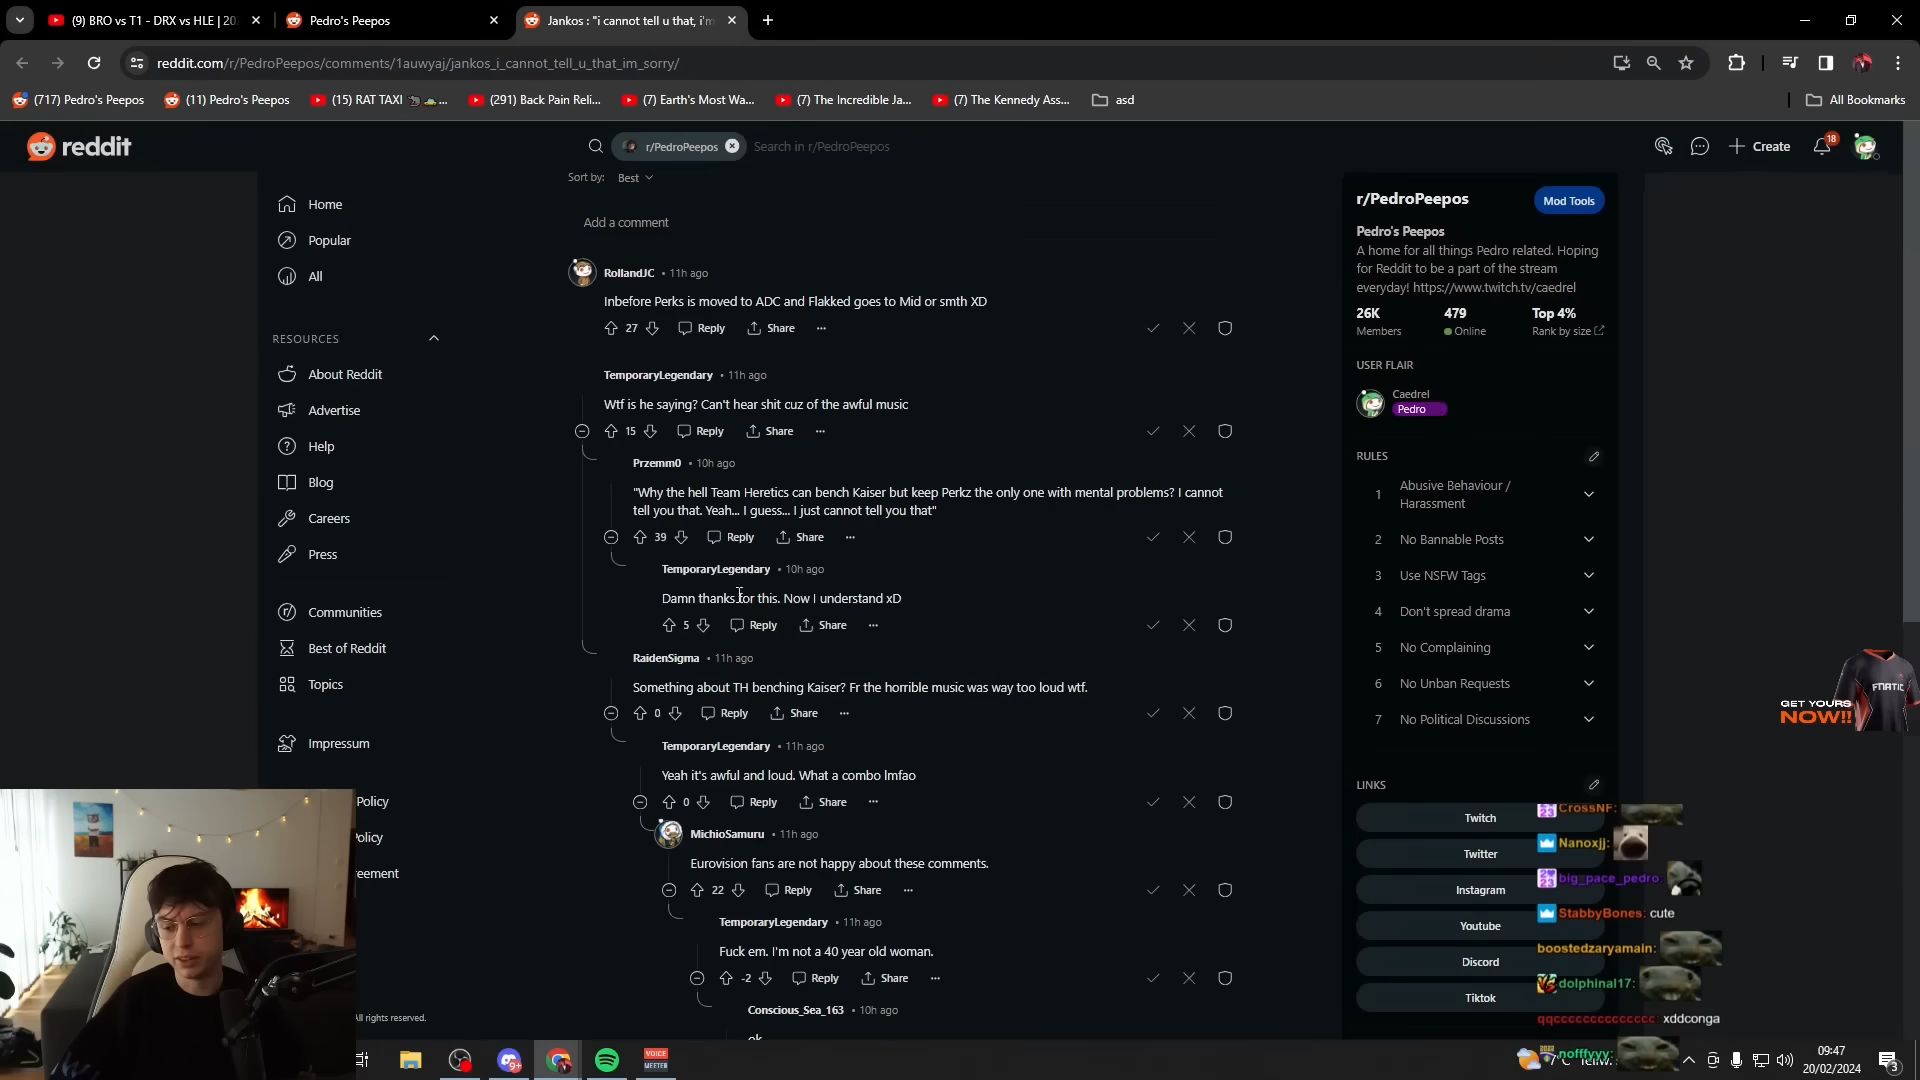 (9) BRO vs T1 - DRX vs HLE | 20
Pedro's Peepos
Jankos : "i cannot tell u that, i'm
reddit.com/r/PedroPeepos/comments/1auwyaj/jankos_i_cannot_tell_u_that_im_sorry/
(717) Pedro's Peepos
(11) Pedro's Peepos
(15) RAT TAXI
(291) Back Pain Reli...
(7) Earth's Most Wa...
(7) The Incredible Ja...
(7) The Kennedy Ass...
asd
All Bookmarks
reddit
r/PedroPeepos
Search in r/PedroPeepos
Create
18
Home
Popular
All
RESOURCES
About Reddit
Advertise
Help
Blog
Careers
Press
Communities
Best of Reddit
Topics
Impressum
Policy
Policy
reement
All rights reserved.
Sort by:
Best
Add a comment
RollandJC • 11h ago
Inbefore Perks is moved to ADC and Flakked goes to Mid or smth XD
27
Reply
Share
TemporaryLegendary • 11h ago
Wtf is he saying? Can't hear shit cuz of the awful music
15
Reply
Share
Przemm0 • 10h ago
"Why the hell Team Heretics can bench Kaiser but keep Perkz the only one with mental problems? I cannot
tell you that. Yeah... I guess... I just cannot tell you that"
39
Reply
Share
TemporaryLegendary • 10h ago
Damn thanks for this. Now I understand xD
5
Reply
Share
RaidenSigma • 11h ago
Something about TH benching Kaiser? Fr the horrible music was way too loud wtf.
0
Reply
Share
TemporaryLegendary • 11h ago
Yeah it's awful and loud. What a combo lmfao
0
Reply
Share
MichioSamuru • 11h ago
Eurovision fans are not happy about these comments.
22
Reply
Share
TemporaryLegendary • 11h ago
Fuck em. I'm not a 40 year old woman.
-2
Reply
Share
Conscious_Sea_163 • 10h ago
ok
r/PedroPeepos
Mod Tools
Pedro's Peepos
A home for all things Pedro related. Hoping
for Reddit to be a part of the stream
everyday! https://www.twitch.tv/caedrel
26K
479
Top 4%
Members
Online
Rank by size
USER FLAIR
Caedrel
Pedro
RULES
1 Abusive Behaviour /
Harassment
2 No Bannable Posts
3 Use NSFW Tags
4 Don't spread drama
5 No Complaining
6 No Unban Requests
7 No Political Discussions
LINKS
Twitch
Twitter
Instagram
Youtube
Discord
Tiktok
CrossNF:
Nanoxjj:
big_pace_pedro:
StabbyBones: cute
boostedzaryamain:
dolphinal17:
xddconga
nofffyyy:
FNATIC
GET YOURS
NOW!!
VOICE
MEETER
9+
09:47
20/02/2024
3